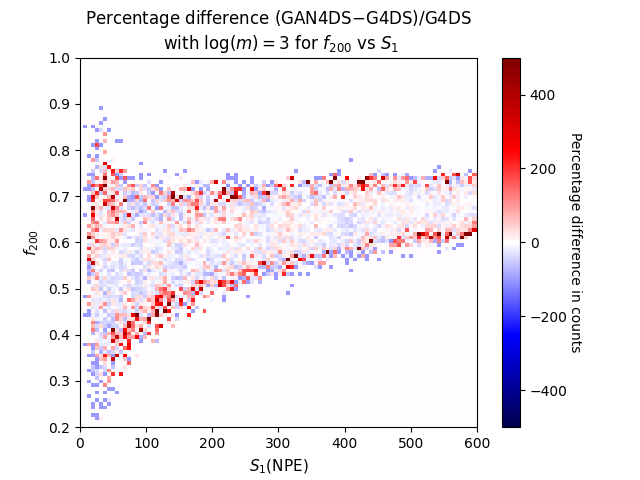 Percentage difference (GAN4DS−G4DS)/G4DS
with log(m) = 3 for f₂₀₀ vs S₁
1.0
0.9
0.8
0.7
0.6
0.5
0.4
0.3
0.2
f₂₀₀
0 100 200 300 400 500 600
S₁(NPE)
400
200
0
−200
−400
Percentage difference in counts